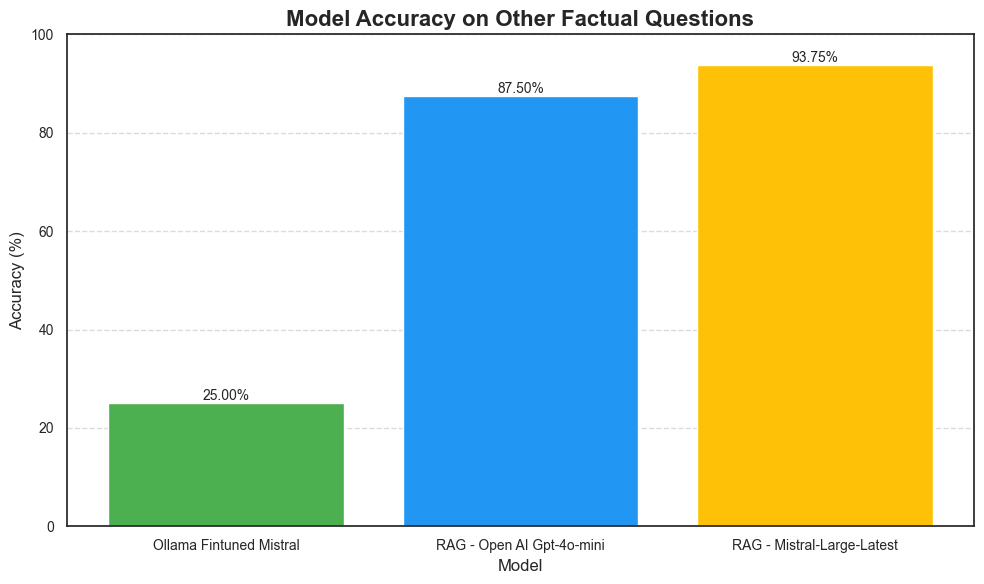 Model Accuracy on Other Factual Questions
100
93.75%
87.50%
80
60
Accuracy (%)
40
25.00%
20
0
Ollama Fintuned Mistral
RAG - Open AI Gpt-4o-mini
RAG - Mistral-Large-Latest
Model